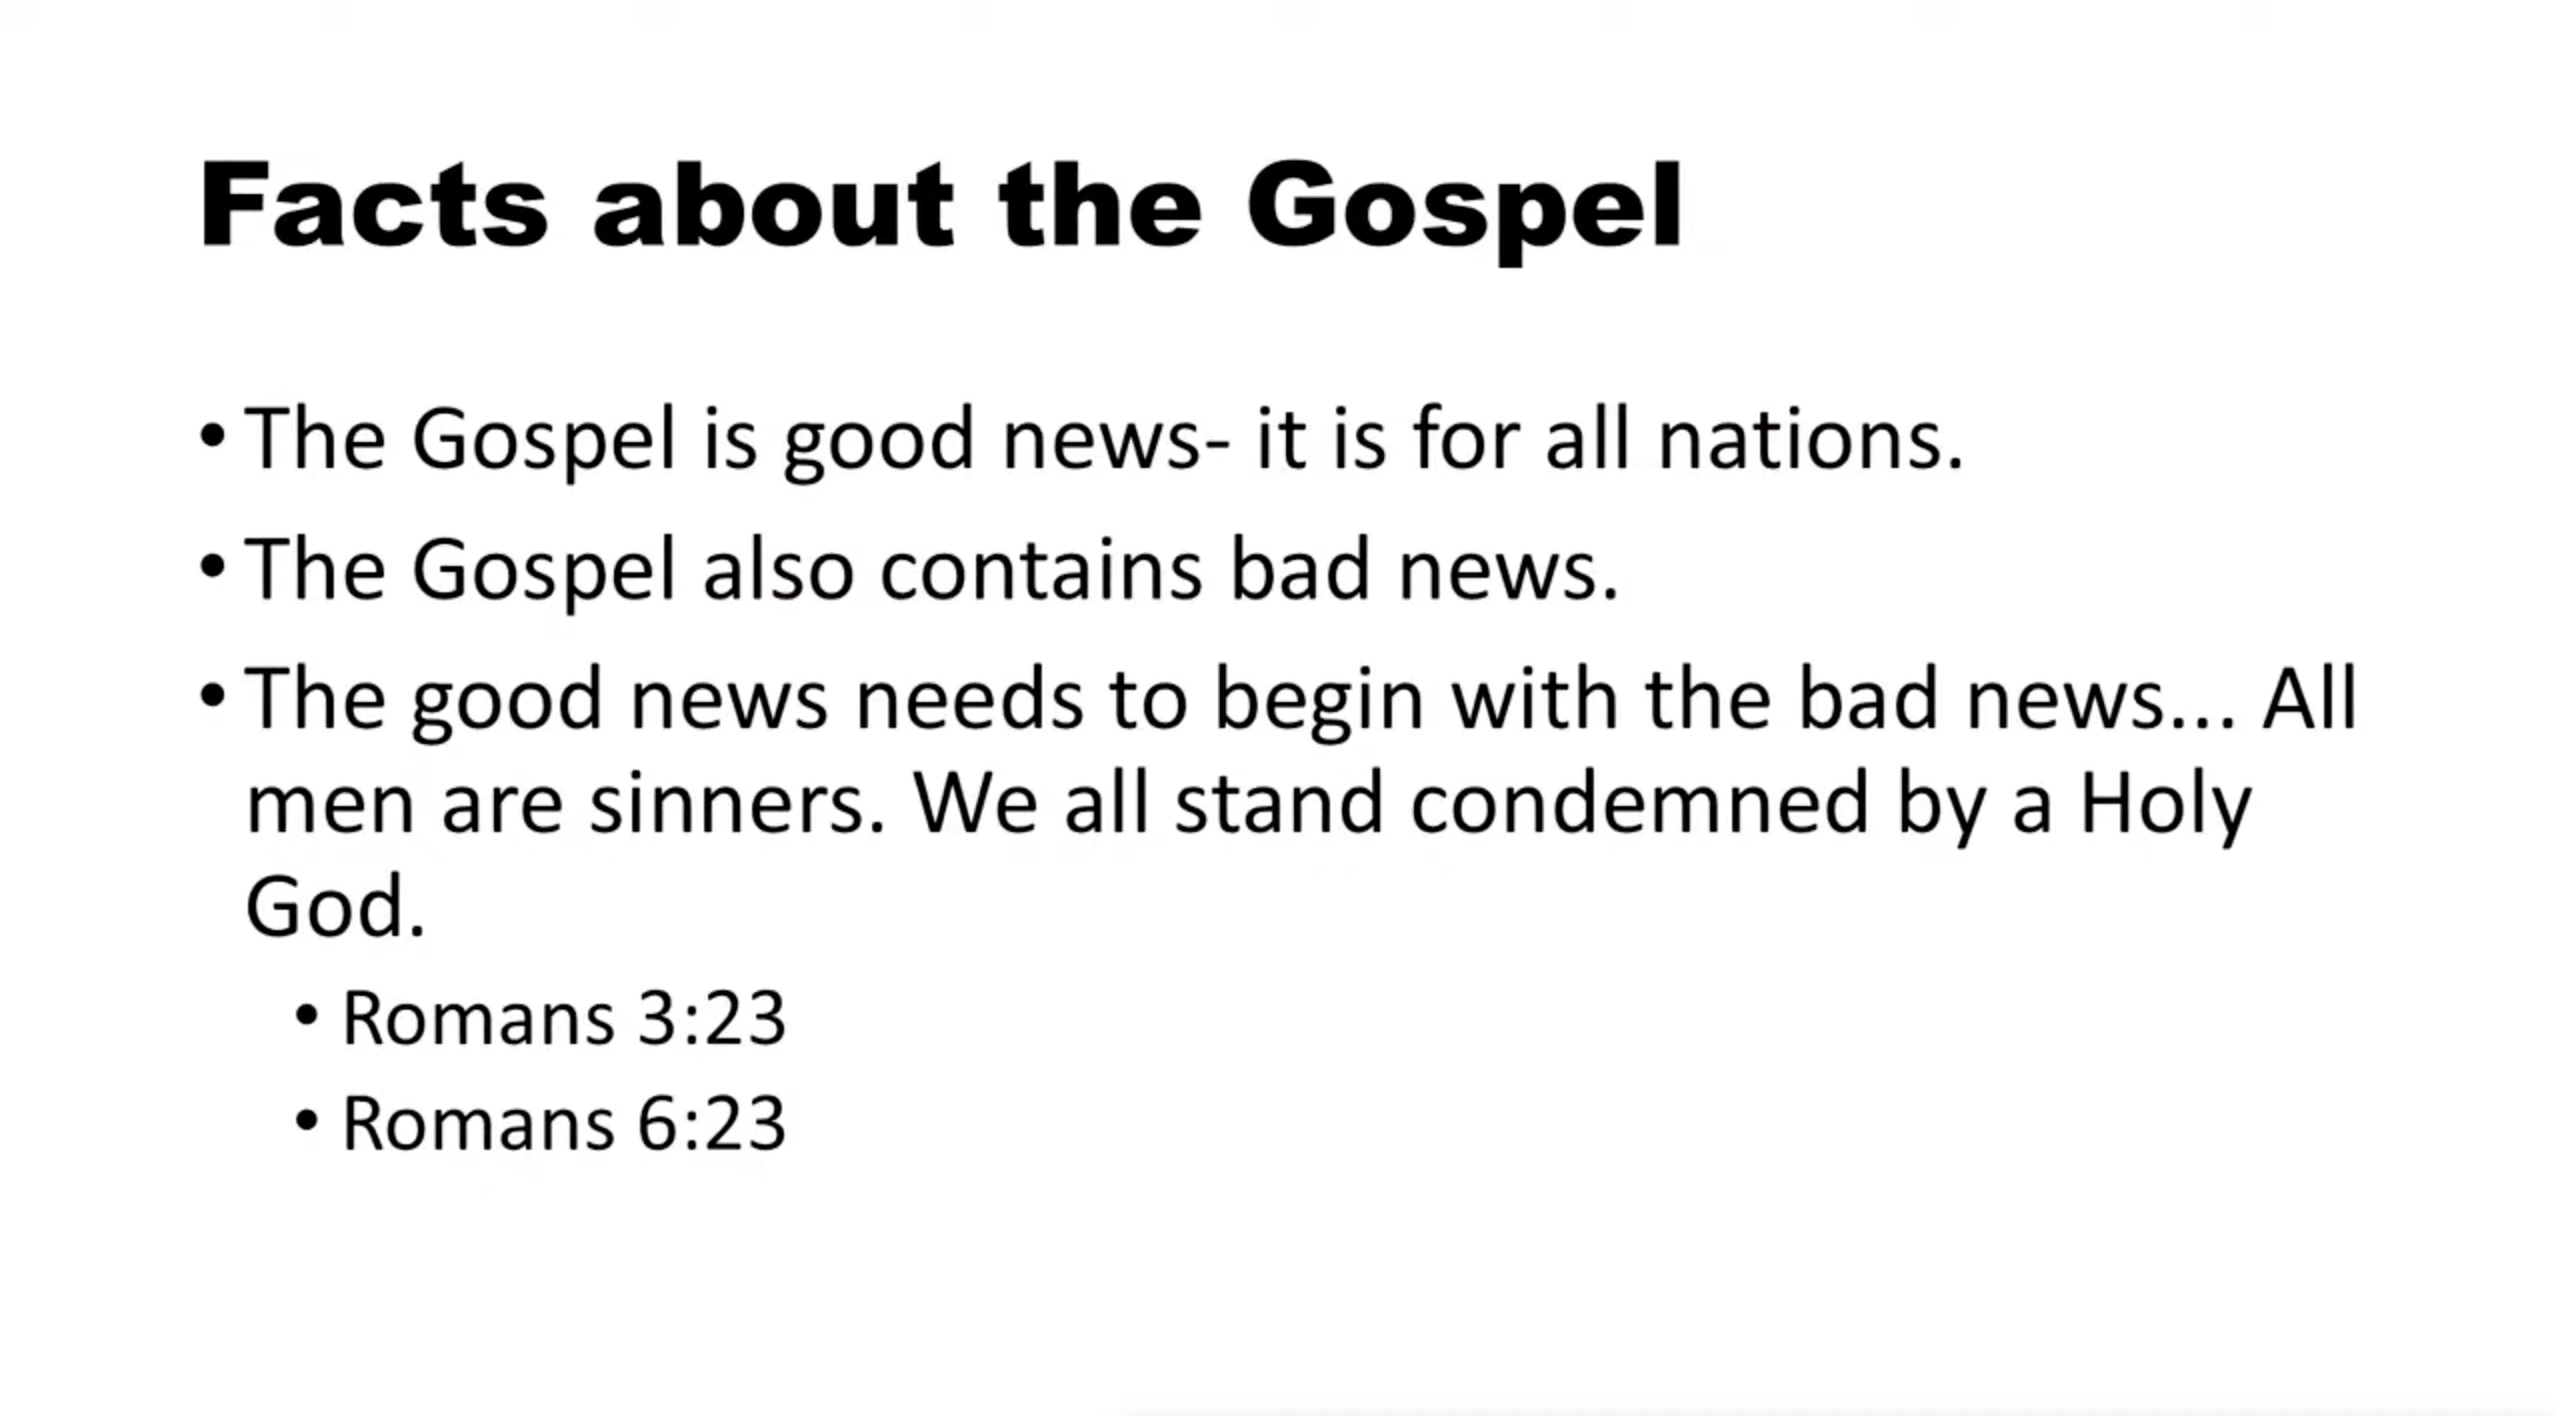 Facts about the Gospel
• The Gospel is good news- it is for all nations.
• The Gospel also contains bad news.
• The good news needs to begin with the bad news... All
men are sinners. We all stand condemned by a Holy
God.
• Romans 3:23
• Romans 6:23